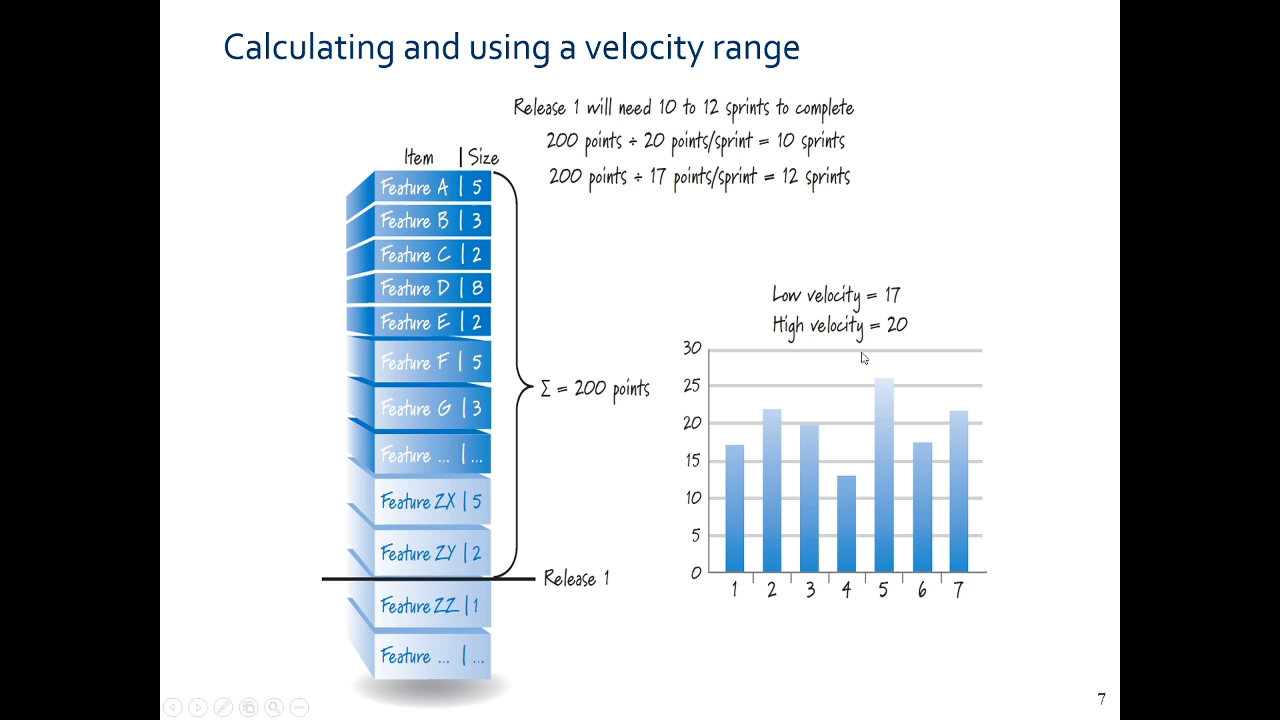 Calculating and using a velocity range
Release 1 will need 10 to 12 sprints to complete
200 points ÷ 20 points/sprint = 10 sprints
200 points ÷ 17 points/sprint = 12 sprints
Item | Size
Feature A | 5
Feature B | 3
Feature C | 2
Feature D | 8
Feature E | 2
Feature F | 5
Feature G | 3
Feature ... | ...
Feature ZX | 5
Feature ZY | 2
Σ = 200 points
Release 1
Feature ZZ | 1
Feature ... | ...
Low velocity = 17
High velocity = 20
30
25
20
15
10
5
0
1 2 3 4 5 6 7
7